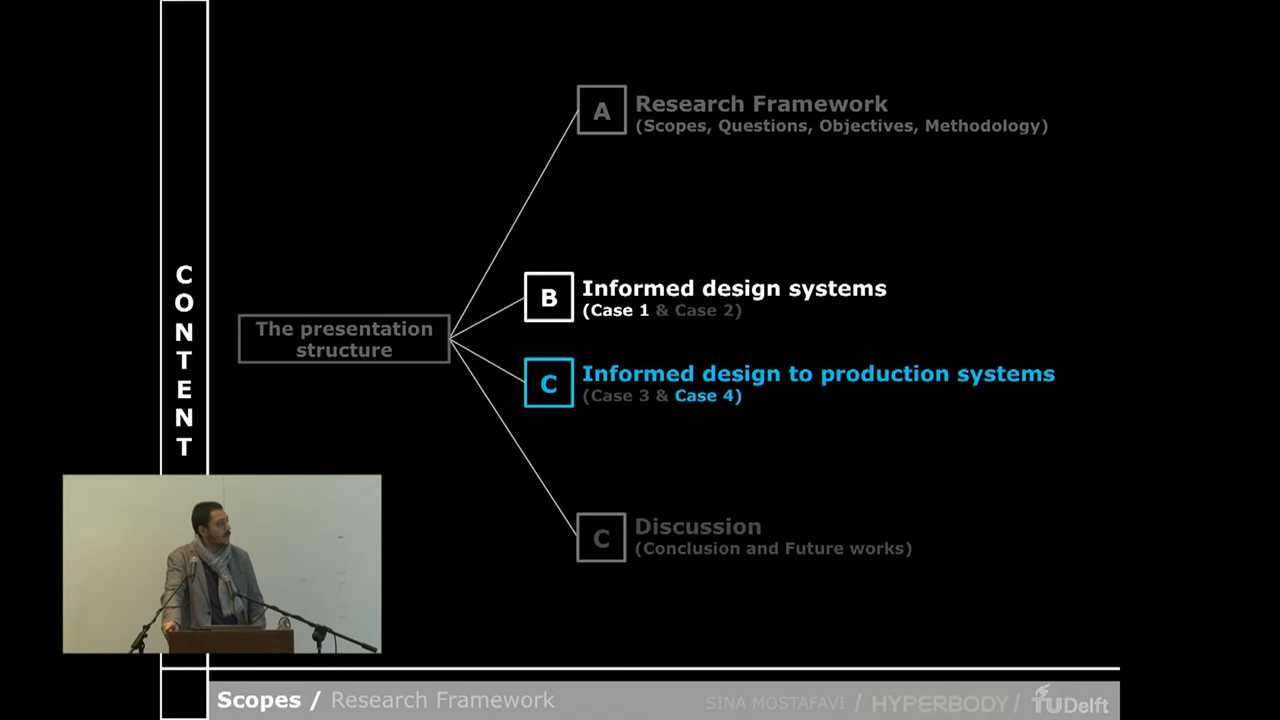 CONTENT
A
Research Framework
(Scopes, Questions, Objectives, Methodology)
B
Informed design systems
(Case 1 & Case 2)
The presentation
structure
C
Informed design to production systems
(Case 3 & Case 4)
C
Discussion
(Conclusion and Future works)
Scopes / Research Framework
SINA MOSTAFAVI / HYPERBODY / TUDelft